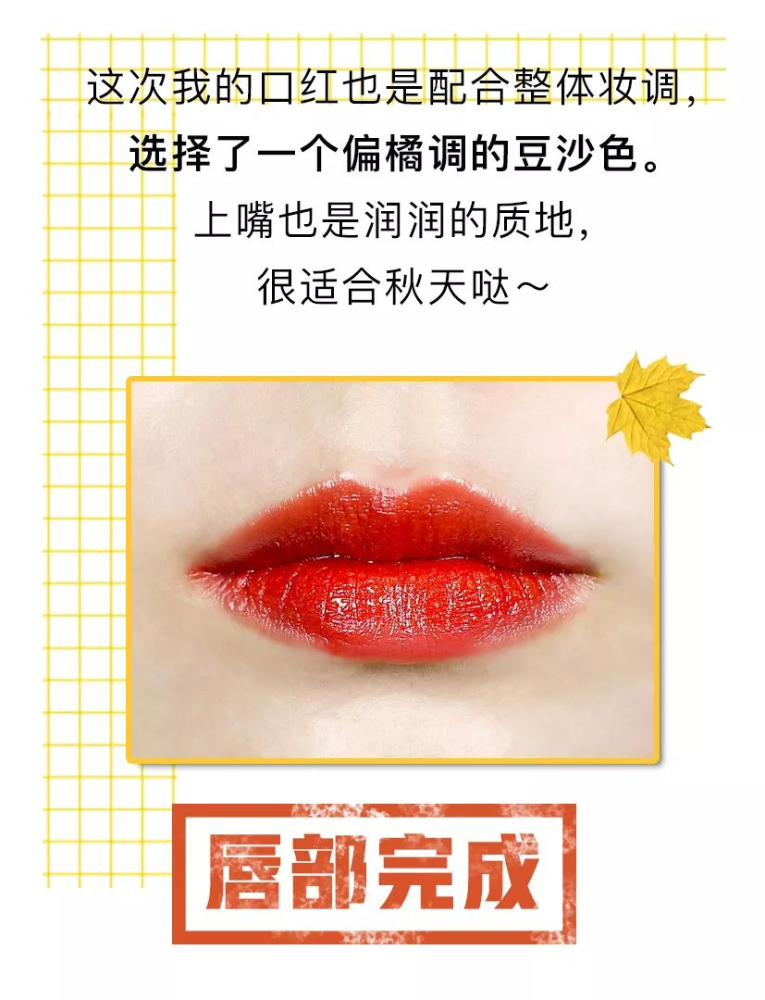 这次我的口红也是配合整体妆调，
选择了一个偏橘调的豆沙色。
上嘴也是润润的质地，
很适合秋天哒～
唇部完成